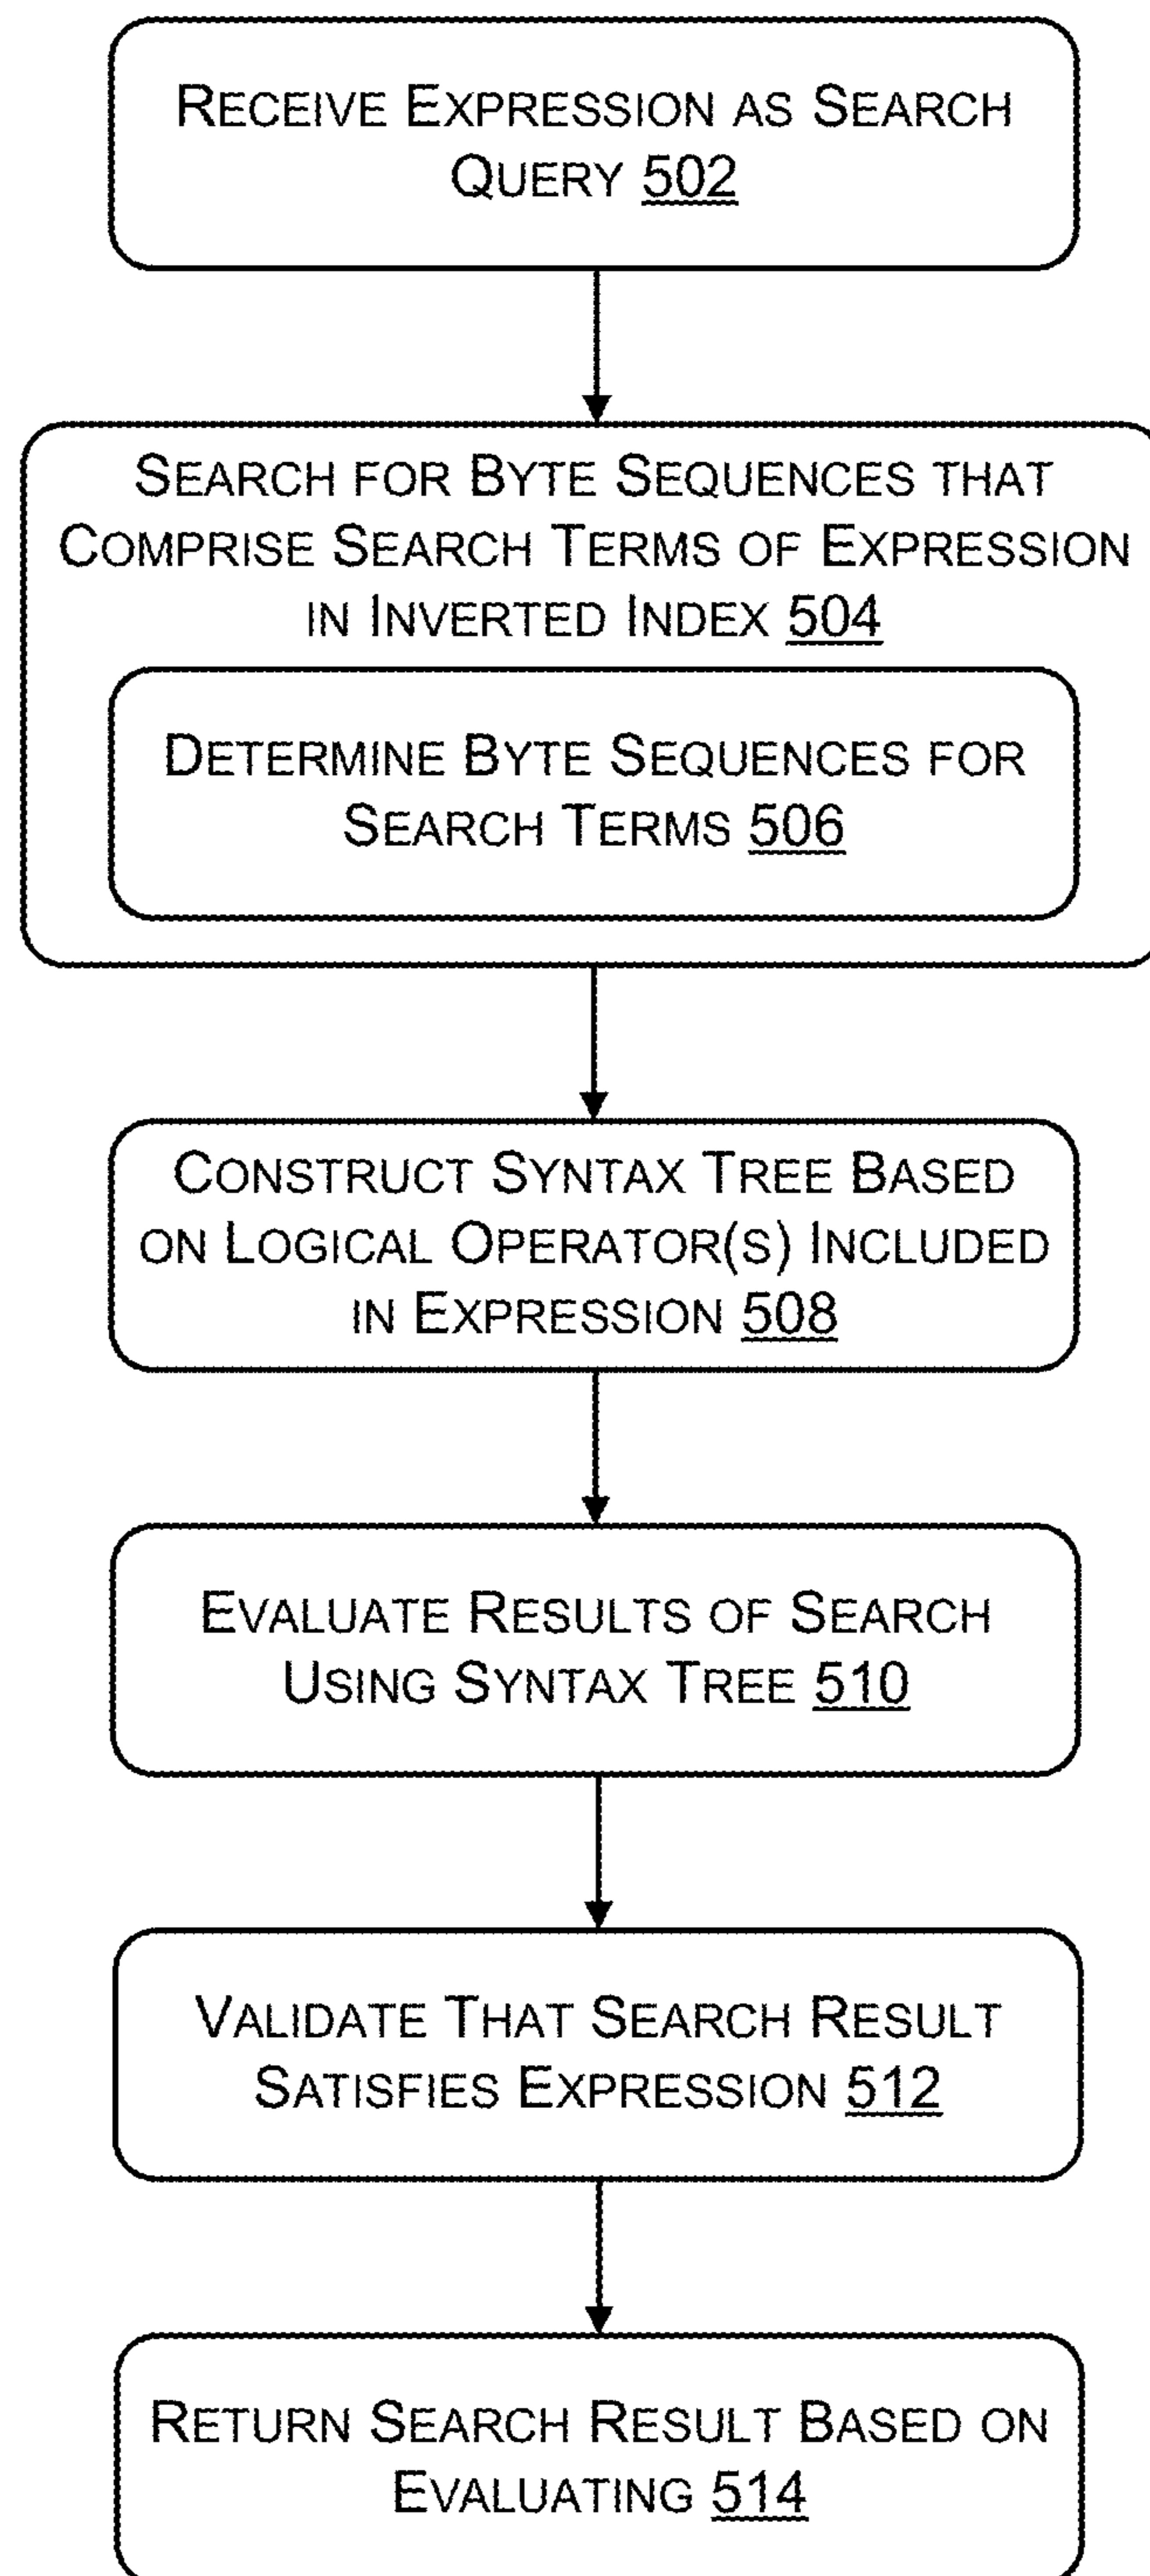 RECEIVE EXPRESSION AS SEARCH
QUERY 502
SEARCH FOR BYTE SEQUENCES THAT
COMPRISE SEARCH TERMS OF EXPRESSION
IN INVERTED INDEX 504
DETERMINE BYTE SEQUENCES FOR
SEARCH TERMS 506
CONSTRUCT SYNTAX TREE BASED
ON LOGICAL OPERATOR(S) INCLUDED
IN EXPRESSION 508
EVALUATE RESULTS OF SEARCH
USING SYNTAX TREE 510
VALIDATE THAT SEARCH RESULT
SATISFIES EXPRESSION 512
RETURN SEARCH RESULT BASED ON
EVALUATING 514